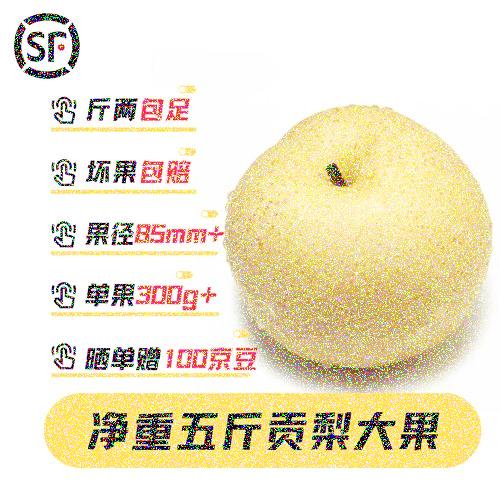 SF
斤两包足
坏果包赔
果径85mm+
单果300g+
晒单赠100京豆
净重五斤贡梨大果